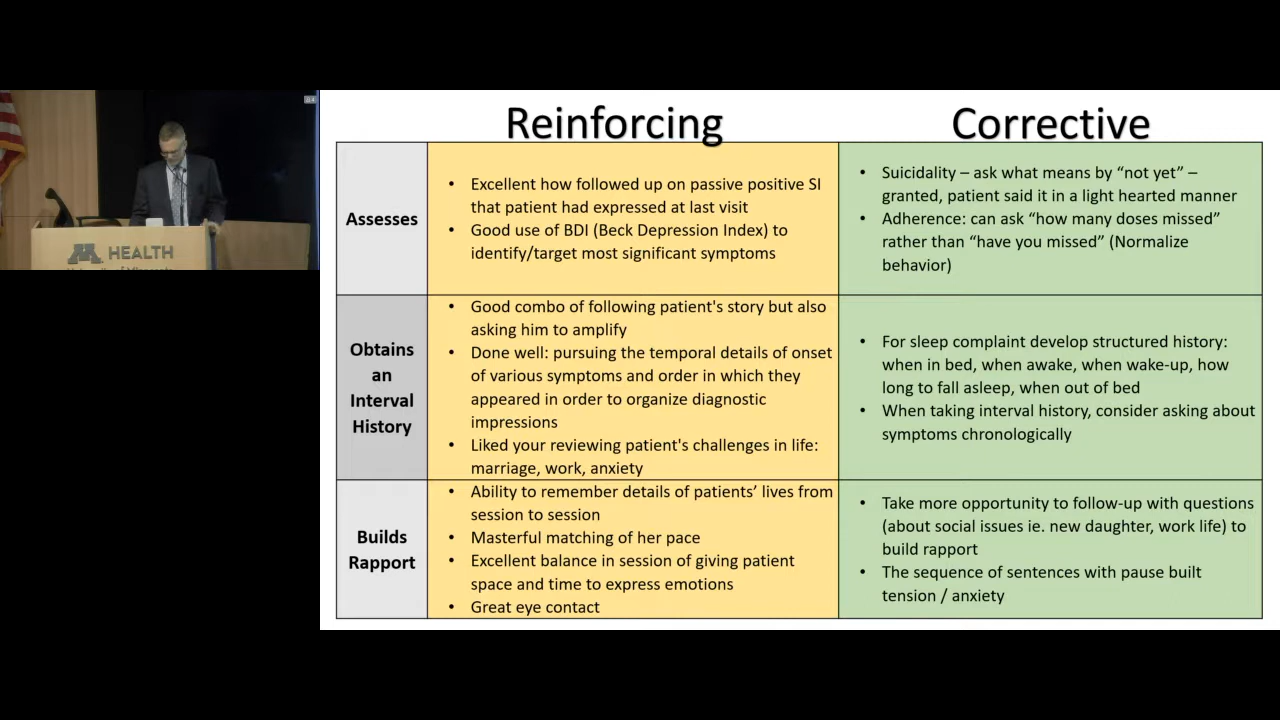 HEALTH
Reinforcing
Corrective
Assesses
• Excellent how followed up on passive positive SI
that patient had expressed at last visit
• Good use of BDI (Beck Depression Index) to
identify/target most significant symptoms
• Suicidality – ask what means by “not yet” –
granted, patient said it in a light hearted manner
• Adherence: can ask “how many doses missed”
rather than “have you missed” (Normalize
behavior)
Obtains
an
Interval
History
• Good combo of following patient's story but also
asking him to amplify
• Done well: pursuing the temporal details of onset
of various symptoms and order in which they
appeared in order to organize diagnostic
impressions
• Liked your reviewing patient's challenges in life:
marriage, work, anxiety
• For sleep complaint develop structured history:
when in bed, when awake, when wake-up, how
long to fall asleep, when out of bed
• When taking interval history, consider asking about
symptoms chronologically
Builds
Rapport
• Ability to remember details of patients’ lives from
session to session
• Masterful matching of her pace
• Excellent balance in session of giving patient
space and time to express emotions
• Great eye contact
• Take more opportunity to follow-up with questions
(about social issues ie. new daughter, work life) to
build rapport
• The sequence of sentences with pause built
tension / anxiety